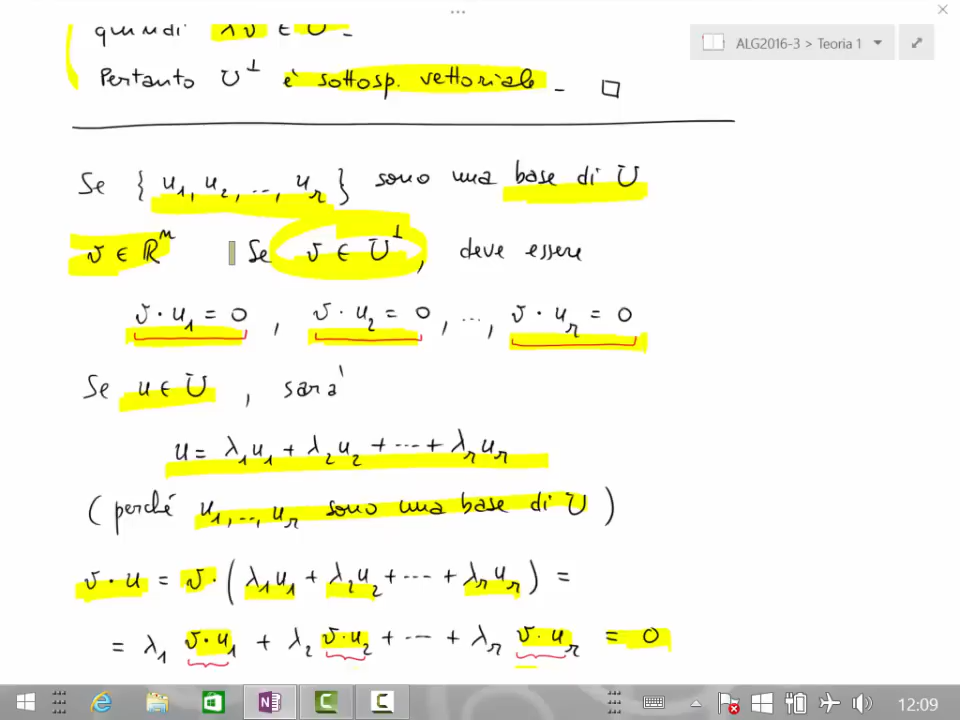 quindi λv ∈ U -
ALG2016-3 > Teoria 1
Pertanto U⊥ è sottosp. vettoriale - □
Se { u₁, u₂, ..., uᵣ } sono una base di U
v ∈ ℝⁿ Se v ∈ U⊥, deve essere
v · u₁ = 0 , v · u₂ = 0 , ..., v · uᵣ = 0
Se u ∈ U , sarà
u = λ₁u₁ + λ₂u₂ + ... + λᵣuᵣ
( perché u₁, ..., uᵣ sono una base di U )
v · u = v · ( λ₁u₁ + λ₂u₂ + ... + λᵣuᵣ ) =
= λ₁ v · u₁ + λ₂ v · u₂ + ... + λᵣ v · uᵣ = 0
12:09